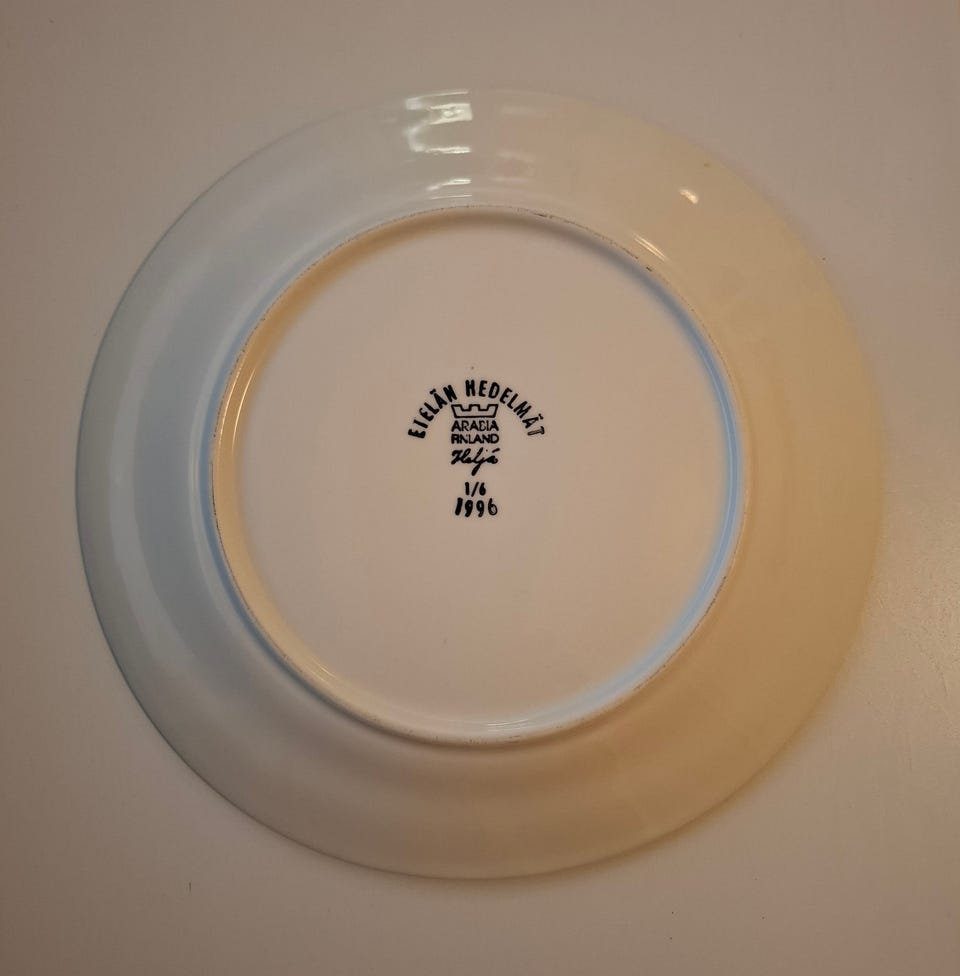 EIELÄN HEDELMÄT
ARABIA
FINLAND
Heljä
1/6
1996